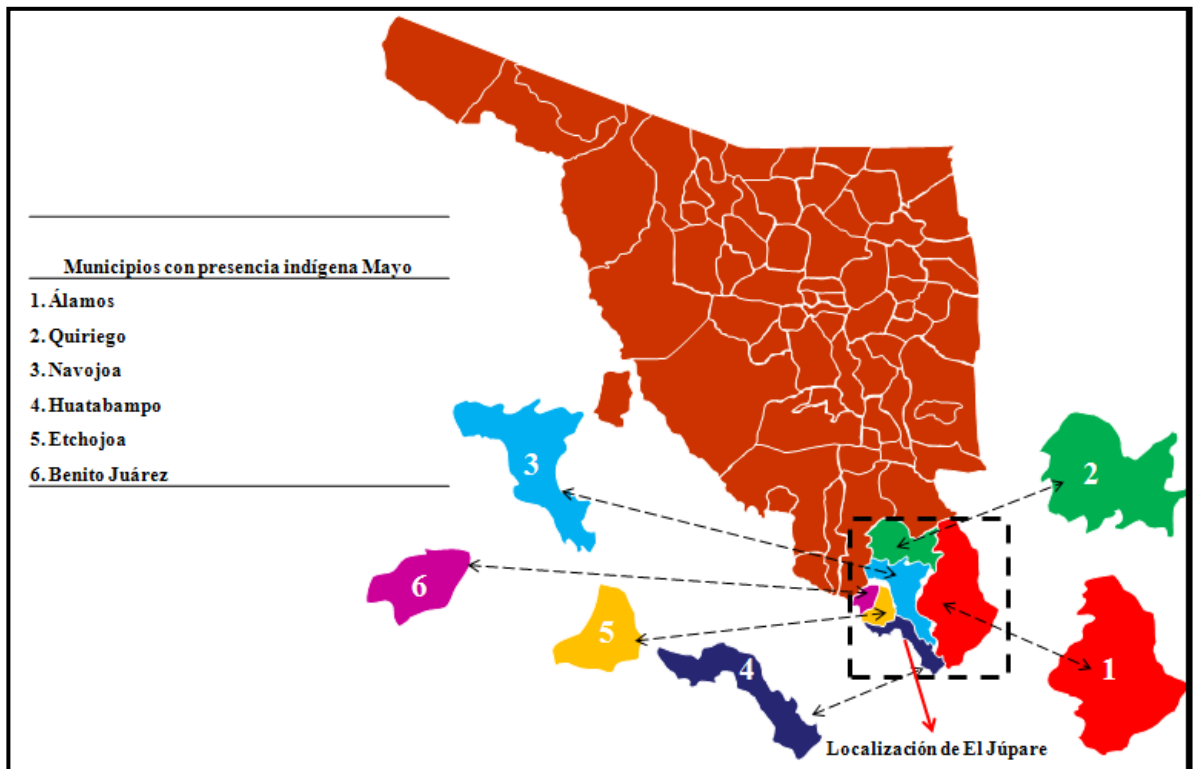 Municipios con presencia indígena Mayo
1. Álamos
2. Quiriego
3. Navojoa
4. Huatabampo
5. Etchojoa
6. Benito Juárez
3
2
6
5
4
1
Localización de El Júpare